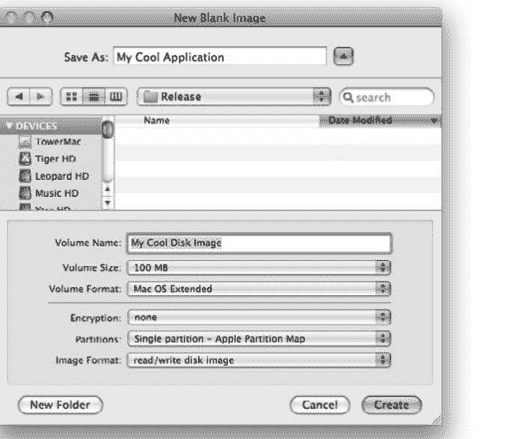 New Blank Image
Save As: My Cool Application
Release
search
Name Date Modified
DEVICES
TowerMac
Tiger HD
Leopard HD
Music HD
Volume Name: My Cool Disk Image
Volume Size: 100 MB
Volume Format: Mac OS Extended
Encryption: none
Partitions: Single partition – Apple Partition Map
Image Format: read/write disk image
New Folder Cancel Create